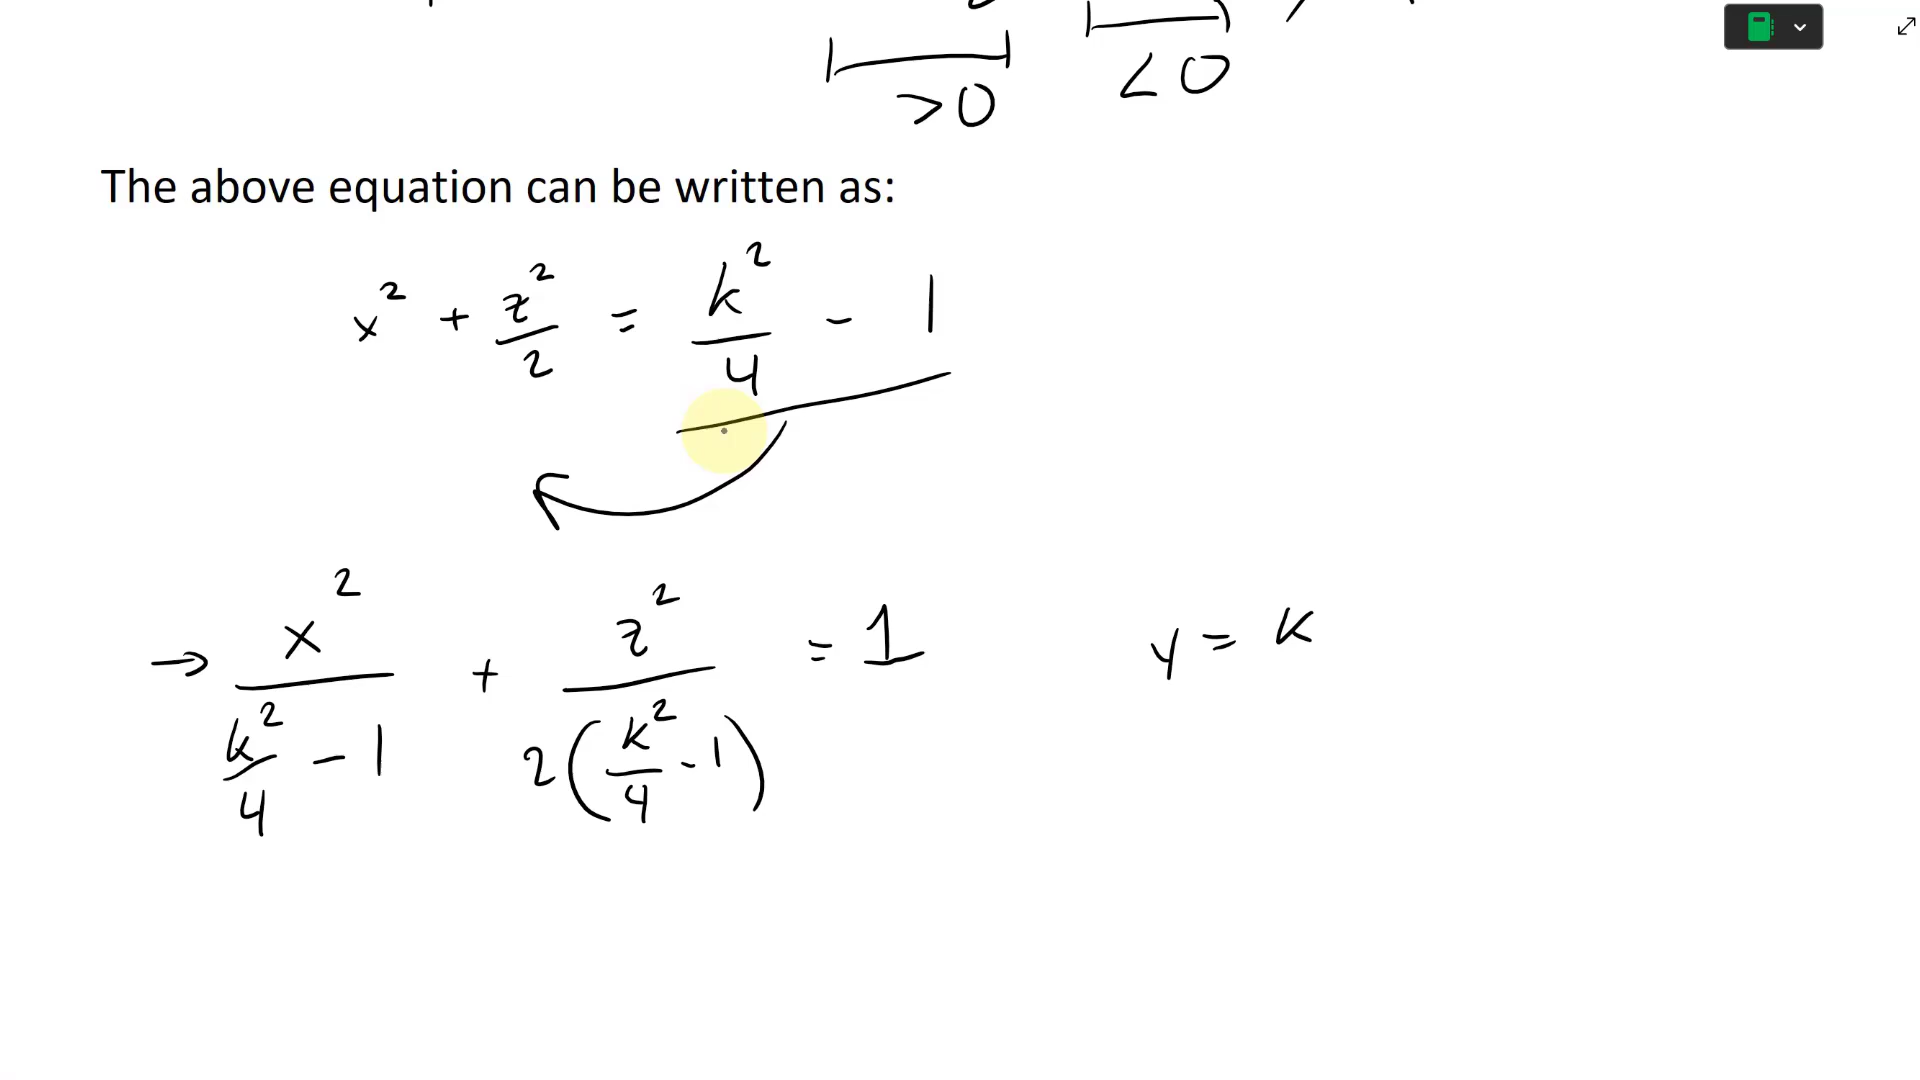 >0 <0
The above equation can be written as:
x² + z²/2 = k²/4 - 1
→ x²/(k²/4 - 1) + z²/(2(k²/4 - 1)) = 1 y = k